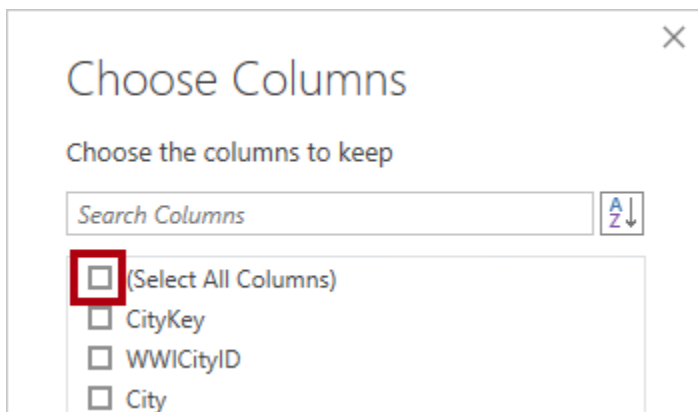 Choose Columns
Choose the columns to keep
Search Columns
A
Z
(Select All Columns)
CityKey
WWICityID
City